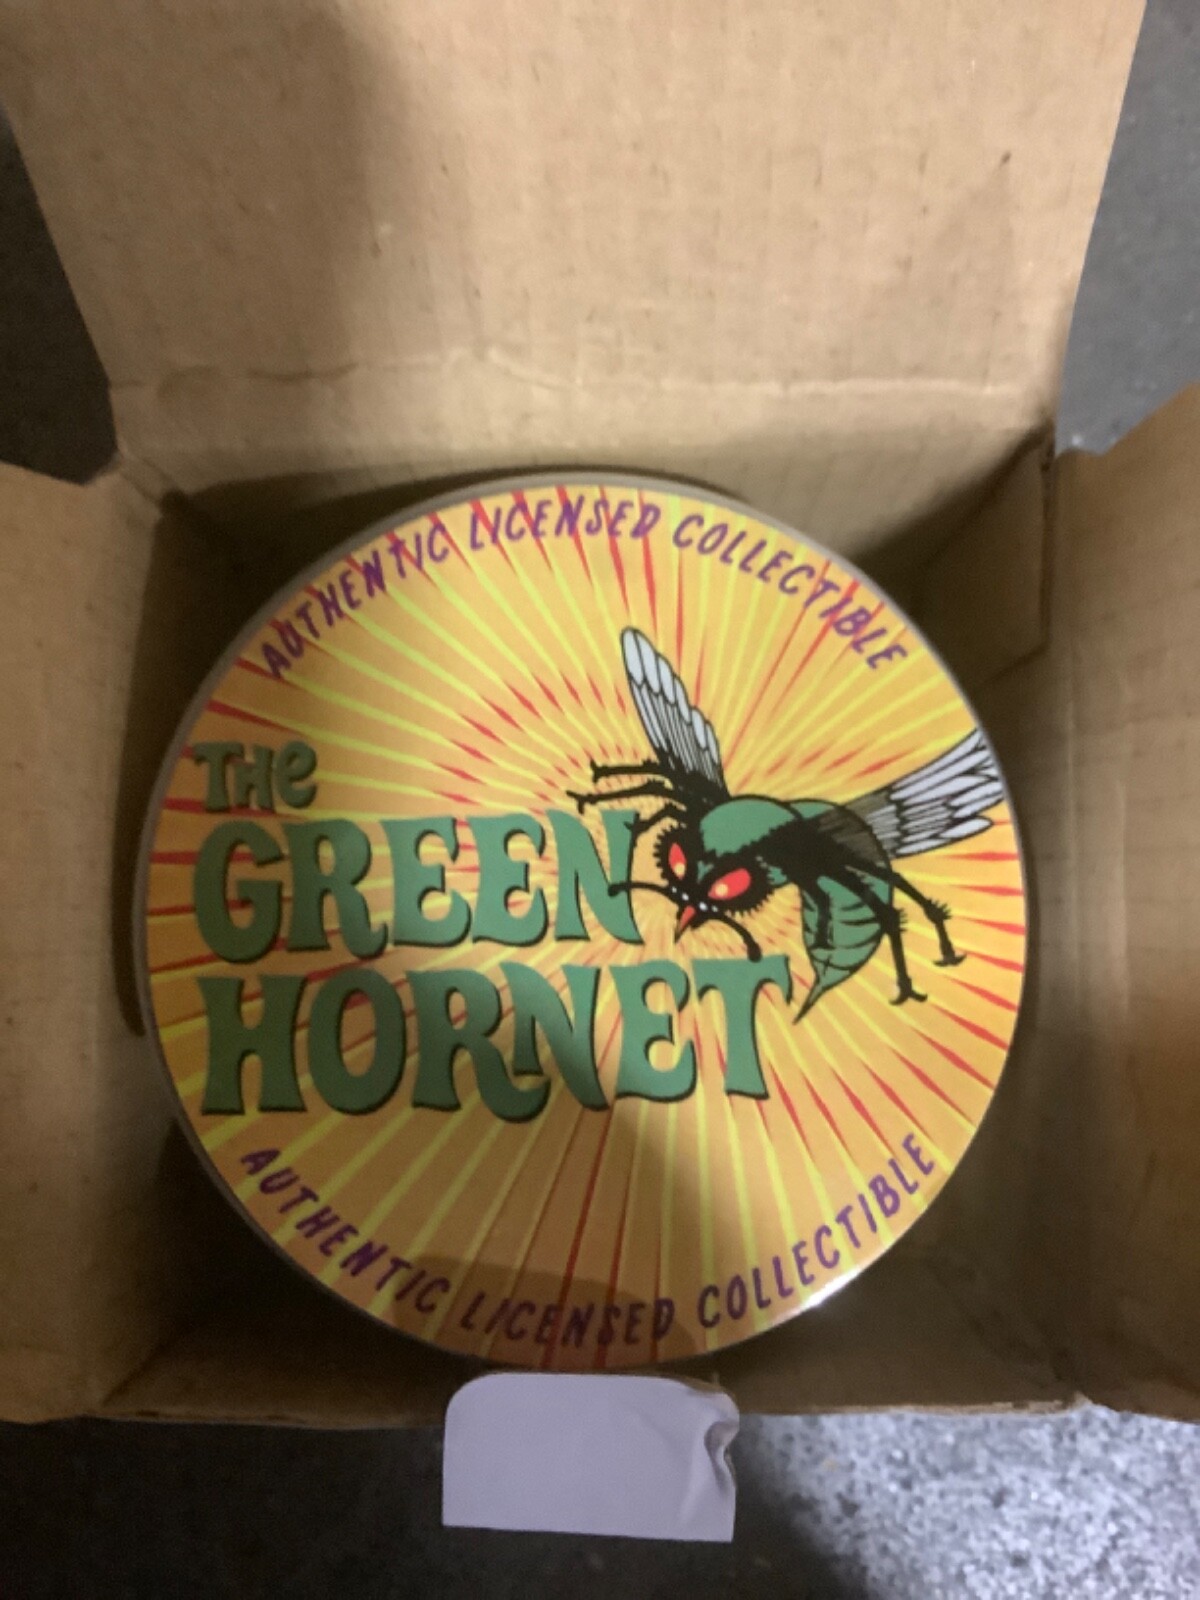 AUTHENTIC LICENSED COLLECTIBLE
THE
GREEN
HORNET
AUTHENTIC LICENSED COLLECTIBLE